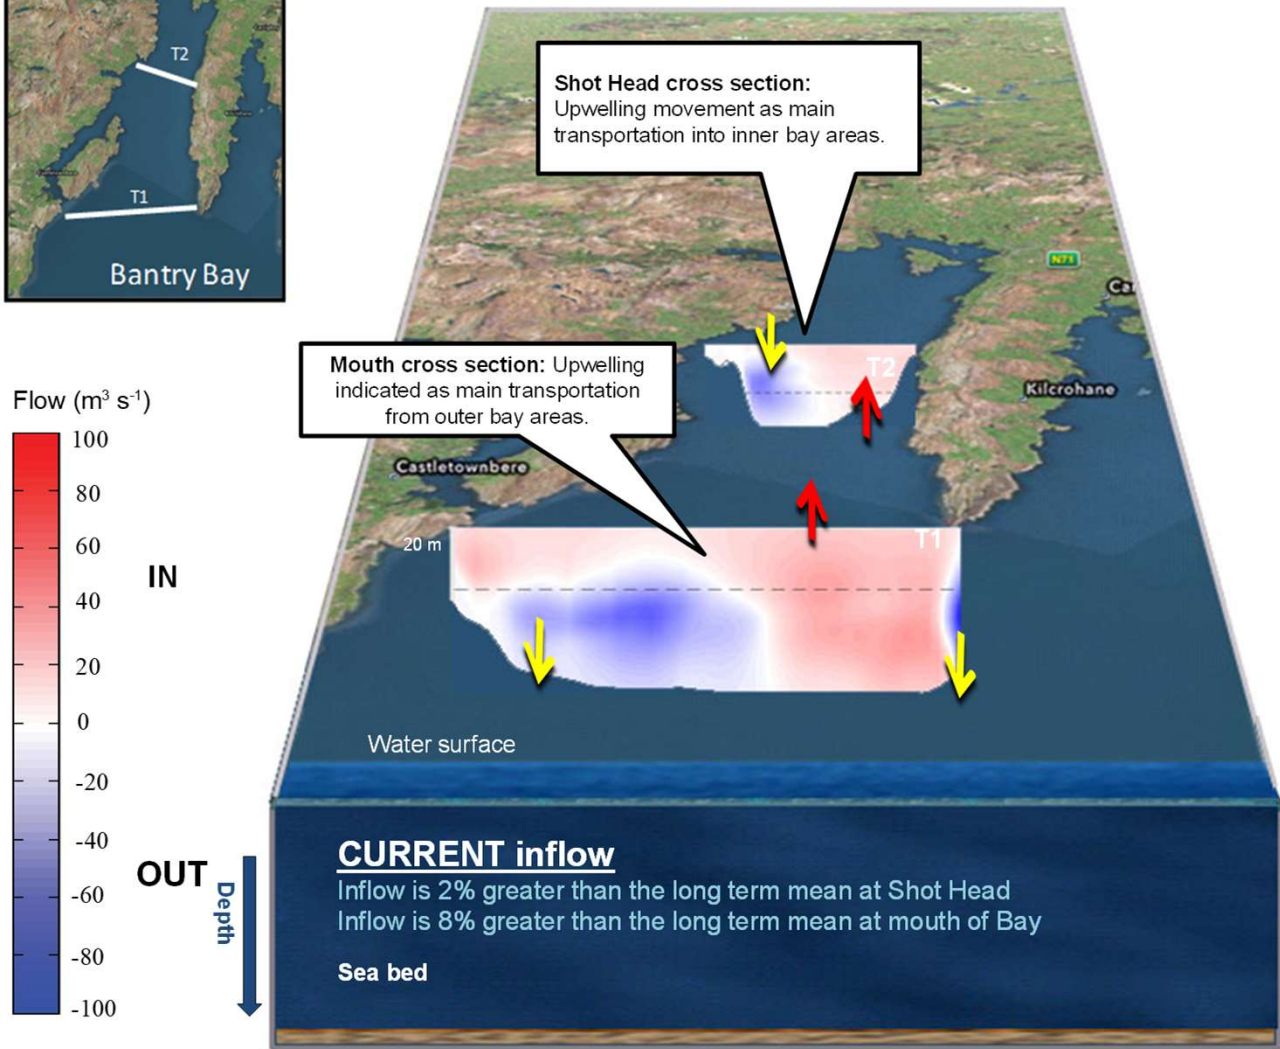 T2
T1
Bantry Bay
Shot Head cross section:
Upwelling movement as main
transportation into inner bay areas.
N71
Kilcrohane
Mouth cross section: Upwelling
indicated as main transportation
from outer bay areas.
T2
Castletownbere
20 m
T1
Flow (m³ s⁻¹)
100
80
60
40
20
0
-20
-40
-60
-80
-100
IN
OUT
Depth
Water surface
CURRENT inflow
Inflow is 2% greater than the long term mean at Shot Head
Inflow is 8% greater than the long term mean at mouth of Bay
Sea bed